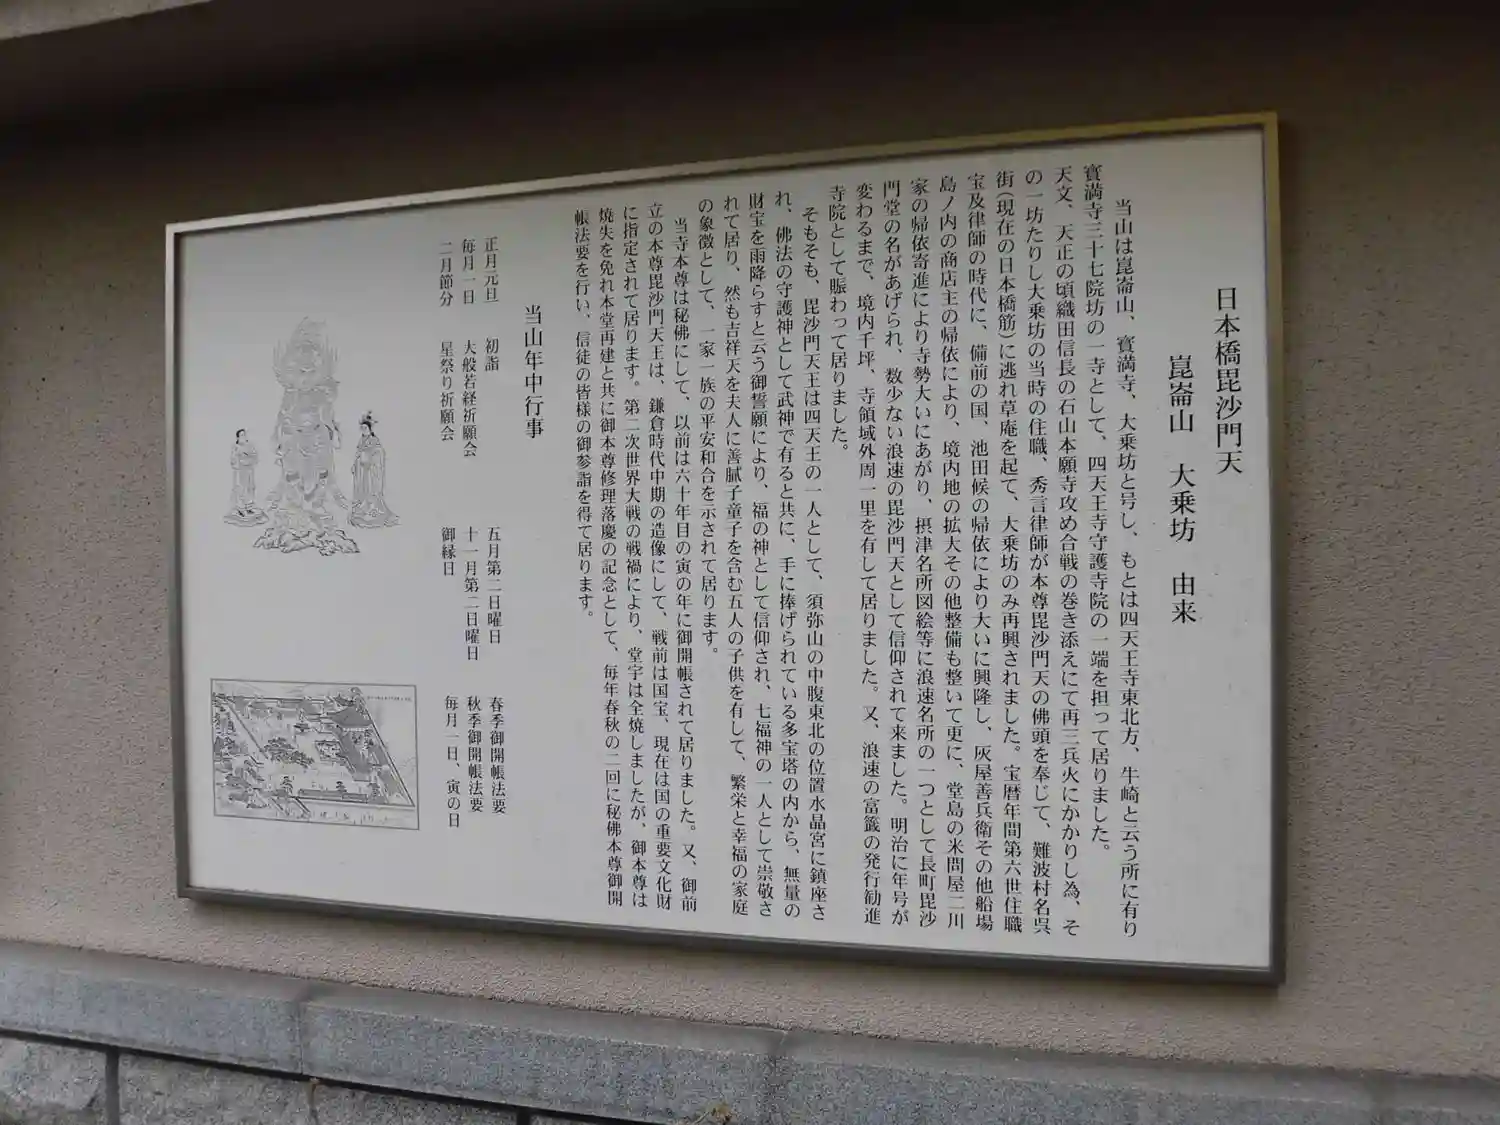 日本橋毘沙門天
崑崙山　大乗坊　由来
当山は崑崙山、寳満寺、大乗坊と号し、もとは四天王寺東北方、牛崎と云う所に有り
寳満寺三十七院坊の一寺として、四天王寺守護寺院の一端を担って居りました。
天文、天正の頃織田信長の石山本願寺攻め合戦の巻き添えにて再三兵火にかかりし為、そ
の一坊たりし大乗坊の当時の住職、秀言律師が本尊毘沙門天の佛頭を奉じて、難波村名呉
街（現在の日本橋筋）に逃れ草庵を起て、大乗坊のみ再興されました。宝暦年間第六世住職
宝及律師の時代に、備前の国、池田候の帰依により大いに興隆し、灰屋善兵衛その他船場
島ノ内の商店主の帰依により、境内地の拡大その他整備も整いて更に、堂島の米問屋二川
家の帰依寄進により寺勢大いにあがり、摂津名所図絵等に浪速名所の一つとして長町毘沙
門堂の名があげられ、数少ない浪速の毘沙門天として信仰されて来ました。明治に年号が
変わるまで、境内千坪、寺領域外周一里を有して居りました。又、浪速の富籤の発行勧進
寺院として賑わって居りました。
そもそも、毘沙門天王は四天王の一人として、須弥山の中腹東北の位置水晶宮に鎮座さ
れ、佛法の守護神として武神で有ると共に、手に捧げられている多宝塔の内から、無量の
財宝を雨降らすと云う御誓願により、福の神として信仰され、七福神の一人として崇敬さ
れて居り、然も吉祥天を夫人に善膩子童子を含む五人の子供を有して、繁栄と幸福の家庭
の象徴として、一家一族の平安和合を示されて居ります。
当寺本尊は秘佛にして、以前は六十年目の寅の年に御開帳されて居りました。又、御前
立の本尊毘沙門天王は、鎌倉時代中期の造像にして、戦前は国宝、現在は国の重要文化財
に指定されて居ります。第二次世界大戦の戦禍により、堂宇は全焼しましたが、御本尊は
焼失を免れ本堂再建と共に御本尊修理落慶の記念として、毎年春秋の二回に秘佛本尊御開
帳法要を行い、信徒の皆様の御参詣を得て居ります。
当山年中行事
正月元旦　初詣
毎月一日　大般若経祈願会
二月節分　星祭り祈願会
五月第二日曜日　春季御開帳法要
十一月第二日曜日　秋季御開帳法要
御縁日　毎月一日、寅の日